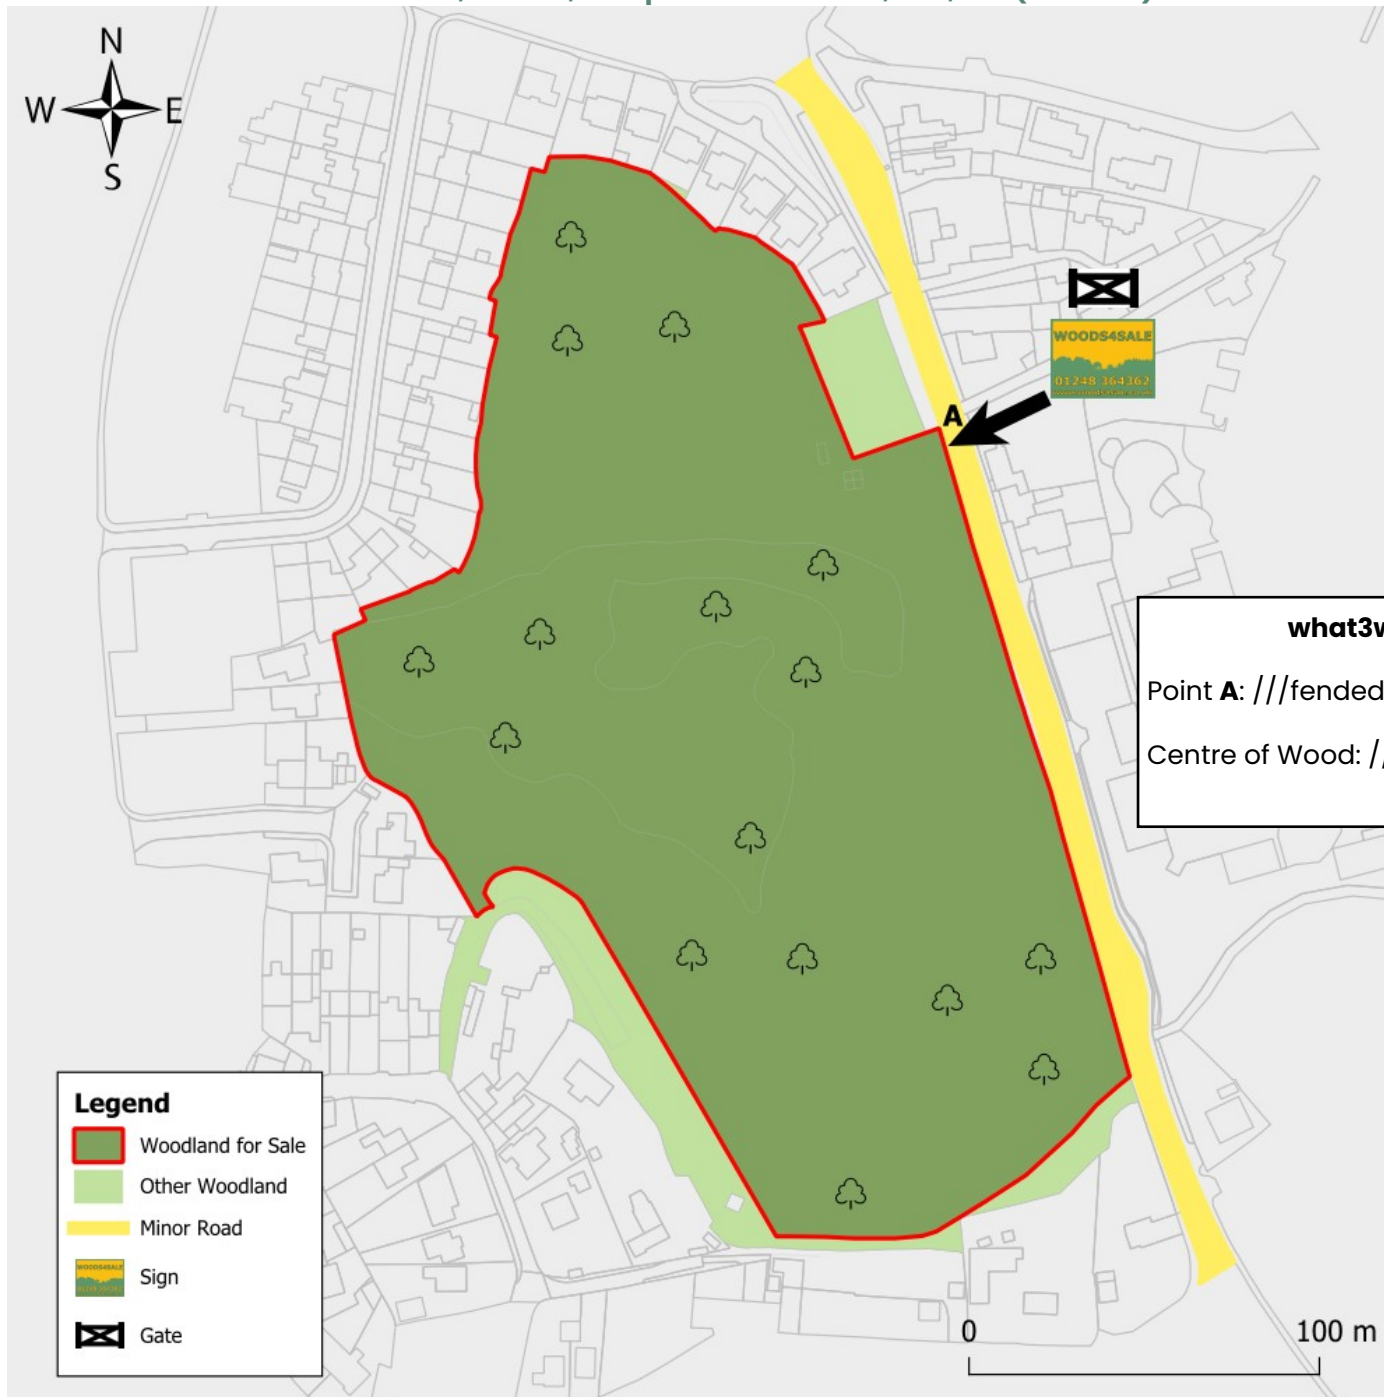 N
W E
S
WOODS4SALE
01248 364362
A
what3w
Point A: ///fended
Centre of Wood: //
Legend
Woodland for Sale
Other Woodland
Minor Road
WOODS4SALE
Sign
Gate
0 100 m